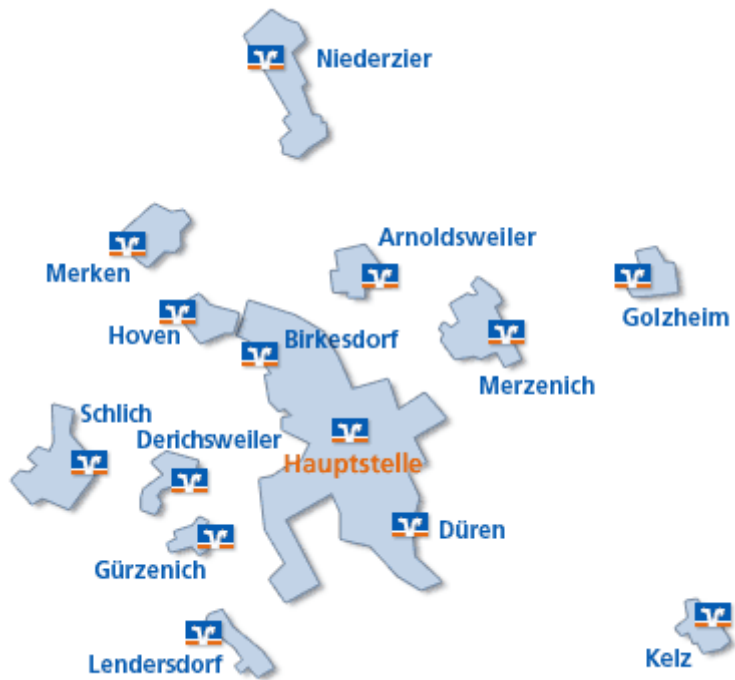 Niederzier
Arnoldsweiler
Merken
Golzheim
Hoven
Birkesdorf
Merzenich
Schlich
Derichsweiler
Hauptstelle
Düren
Gürzenich
Lendersdorf
Kelz